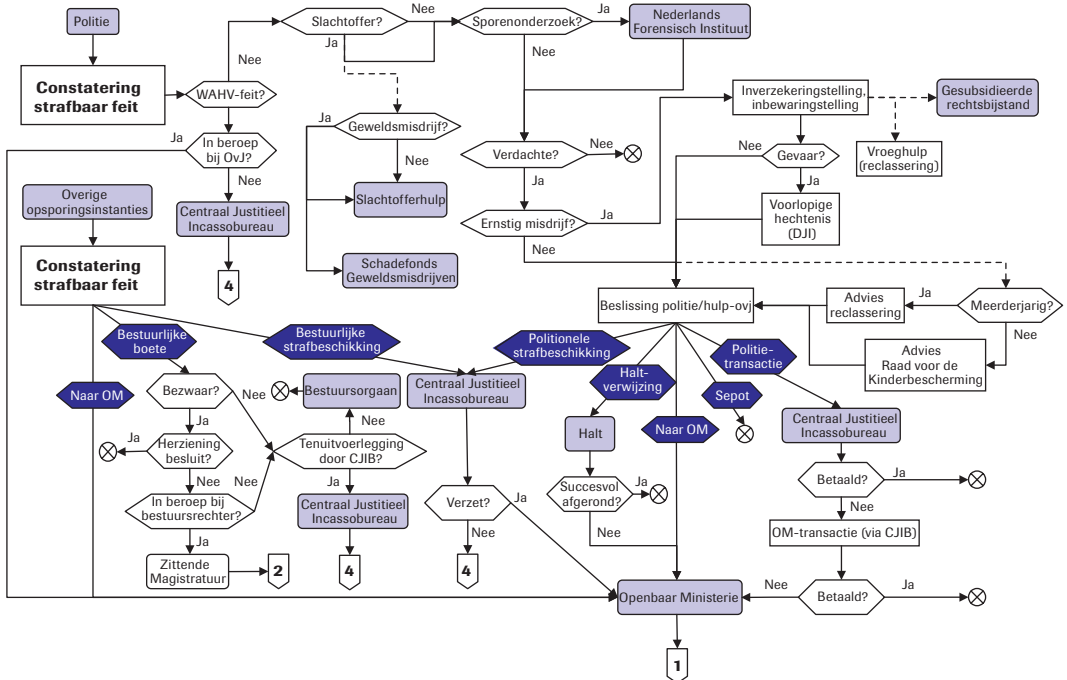 Politie
Constatering
strafbaar feit
WAHV-feit?
Nee
Ja
In beroep
bij OvJ?
Ja
Nee
Centraal Justitieel
Incassobureau
4
Slachtoffer?
Nee
Ja
Geweldsmisdrijf?
Ja
Nee
Slachtofferhulp
Schadefonds
Geweldsmisdrijven
Sporenonderzoek?
Ja
Nee
Nederlands
Forensisch Instituut
Verdachte?
Nee
Ja
Ernstig misdrijf?
Ja
Nee
Inverzekeringstelling,
inbewaringstelling
Gesubsidieerde
rechtsbijstand
Vroeghulp
(reclassering)
Gevaar?
Nee
Ja
Voorlopige
hechtenis
(DJI)
Meerderjarig?
Ja
Nee
Advies
reclassering
Advies
Raad voor de
Kinderbescherming
Beslissing politie/hulp-ovj
Overige
opsporingsinstanties
Constatering
strafbaar feit
Bestuurlijke
boete
Bestuurlijke
strafbeschikking
Naar OM
Bezwaar?
Nee
Ja
Herziening
besluit?
Ja
Nee
In beroep bij
bestuursrechter?
Nee
Ja
Zittende
Magistratuur
2
Bestuursorgaan
Nee
Tenuitvoerlegging
door CJIB?
Ja
Centraal Justitieel
Incassobureau
4
Politionele
strafbeschikking
Centraal Justitieel
Incassobureau
Verzet?
Ja
Nee
4
Halt-
verwijzing
Halt
Succesvol
afgerond?
Ja
Nee
Naar OM
Sepot
Politie-
transactie
Centraal Justitieel
Incassobureau
Betaald?
Ja
Nee
OM-transactie (via CJIB)
Betaald?
Nee
Ja
Openbaar Ministerie
1